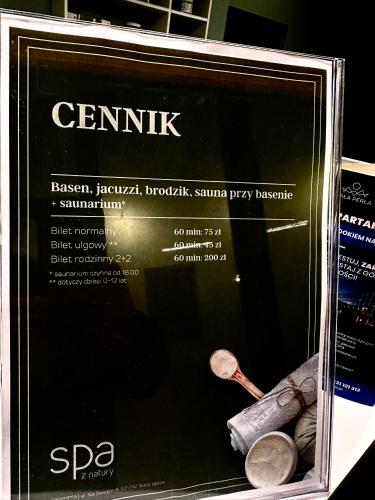 CENNIK
Basen, jacuzzi, brodzik, sauna przy basenie
+ saunarium*
Bilet normalny 60 min: 75 zł
Bilet ulgowy ** 60 min: 45 zł
Bilet rodzinny 2+2 60 min: 200 zł
* saunarium czynne od 16.00
** dotyczy dzieci 0-12 lat
spa
z natury